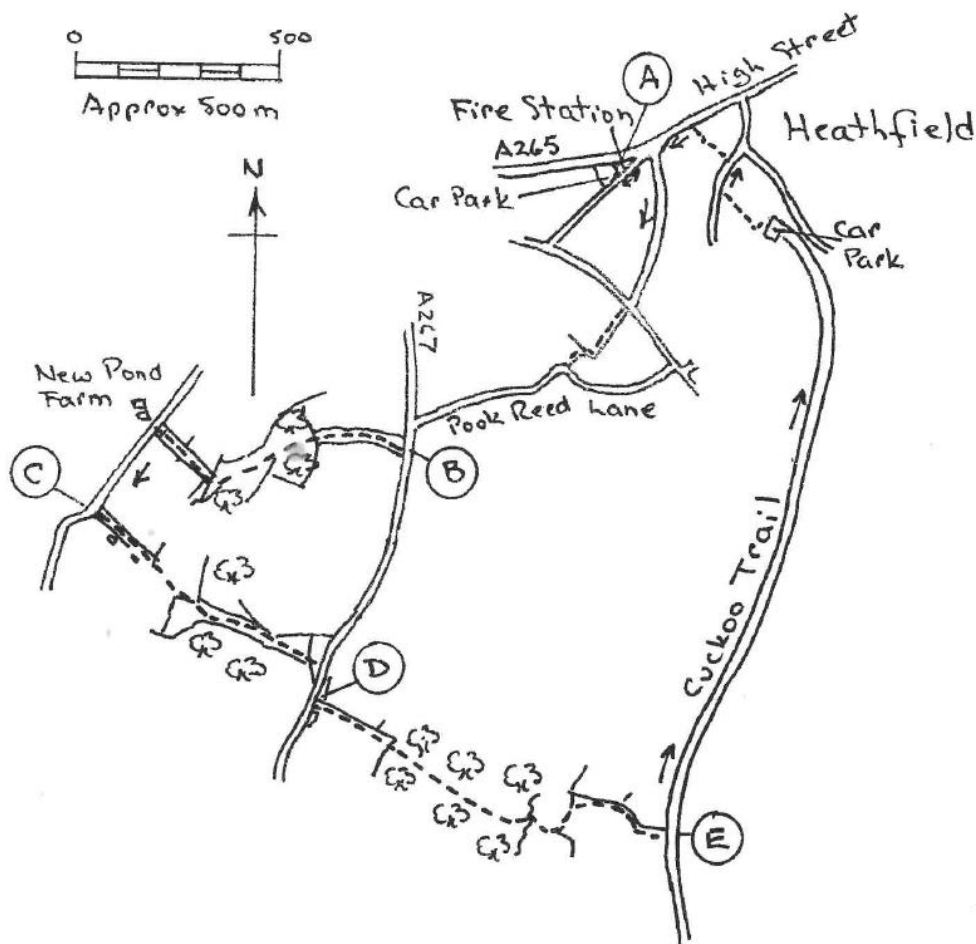 0 500
Approx 500m
N
A
High Street
Fire Station
Heathfield
A265
Car Park
Car
Park
A267
New Pond
Farm
Pook Reed Lane
B
C
Cuckoo Trail
D
E